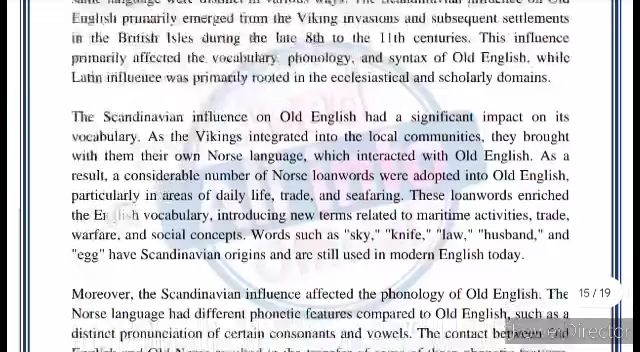 English primarily emerged from the Viking invasions and subsequent settlements
in the British Isles during the late 8th to the 11th centuries. This influence
primarily affected the vocabulary, phonology, and syntax of Old English, while
Latin influence was primarily rooted in the ecclesiastical and scholarly domains.
The Scandinavian influence on Old English had a significant impact on its
vocabulary. As the Vikings integrated into the local communities, they brought
with them their own Norse language, which interacted with Old English. As a
result, a considerable number of Norse loanwords were adopted into Old English,
particularly in areas of daily life, trade, and seafaring. These loanwords enriched
the English vocabulary, introducing new terms related to maritime activities, trade,
warfare, and social concepts. Words such as "sky," "knife," "law," "husband," and
"egg" have Scandinavian origins and are still used in modern English today.
Moreover, the Scandinavian influence affected the phonology of Old English. The
15 / 19
Norse language had different phonetic features compared to Old English, such as a
distinct pronunciation of certain consonants and vowels. The contact between
PowerDirector